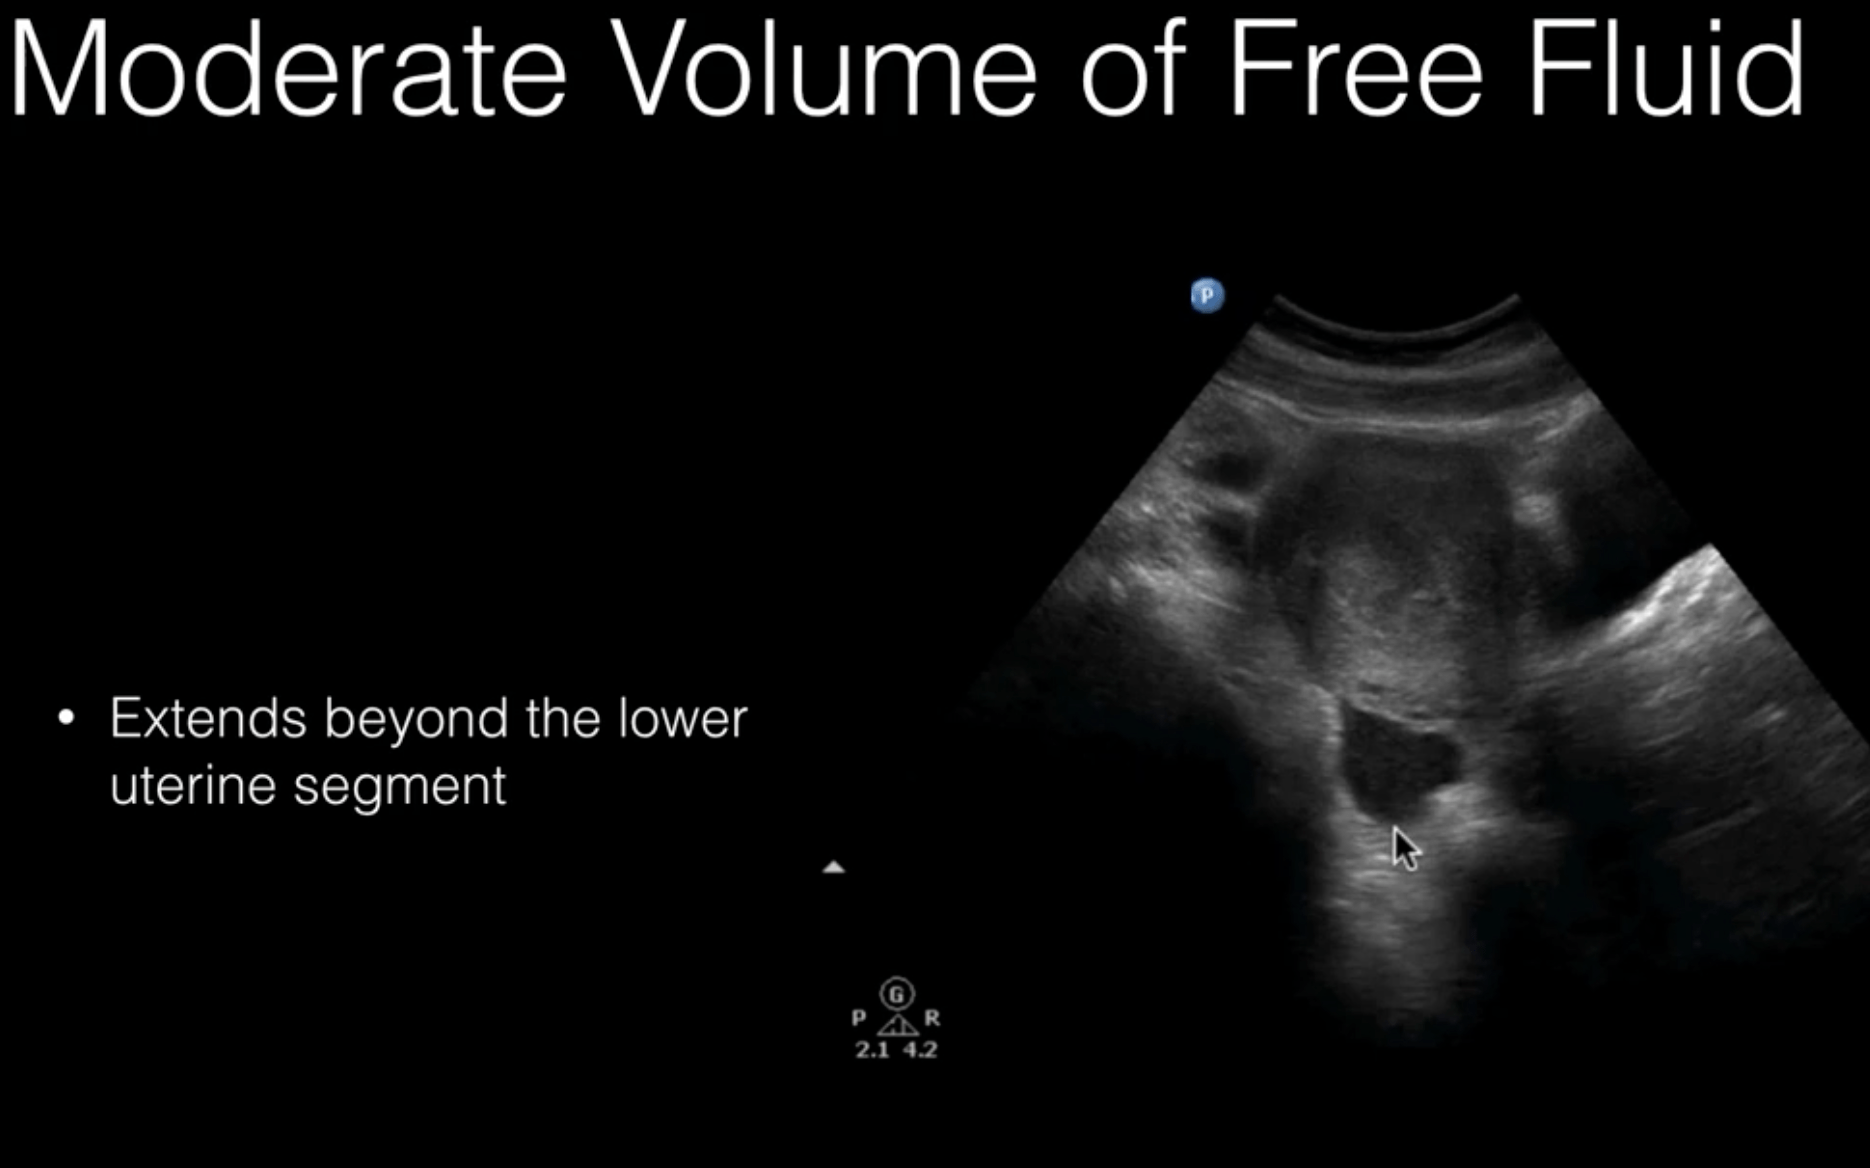 Moderate Volume of Free Fluid
P
• Extends beyond the lower
uterine segment
G
P R
2.1 4.2